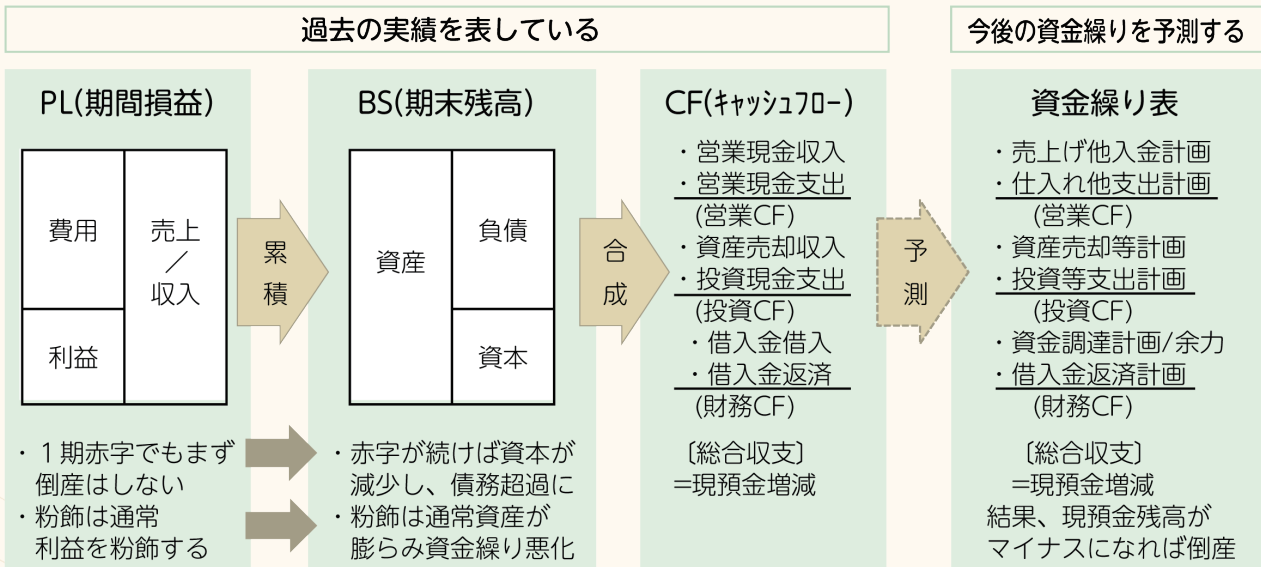 過去の実績を表している
今後の資金繰りを予測する
PL(期間損益)
費用
利益
売上
／
収入
・１期赤字でもまず
倒産はしない
・粉飾は通常
利益を粉飾する
累
積
BS(期末残高)
資産
負債
資本
・赤字が続けば資本が
減少し、債務超過に
・粉飾は通常資産が
膨らみ資金繰り悪化
合
成
CF(ｷｬｯｼｭﾌﾛｰ)
・営業現金収入
・営業現金支出
(営業CF)
・資産売却収入
・投資現金支出
(投資CF)
・借入金借入
・借入金返済
(財務CF)
〔総合収支〕
=現預金増減
予
測
資金繰り表
・売上げ他入金計画
・仕入れ他支出計画
(営業CF)
・資産売却等計画
・投資等支出計画
(投資CF)
・資金調達計画/余力
・借入金返済計画
(財務CF)
〔総合収支〕
=現預金増減
結果、現預金残高が
マイナスになれば倒産